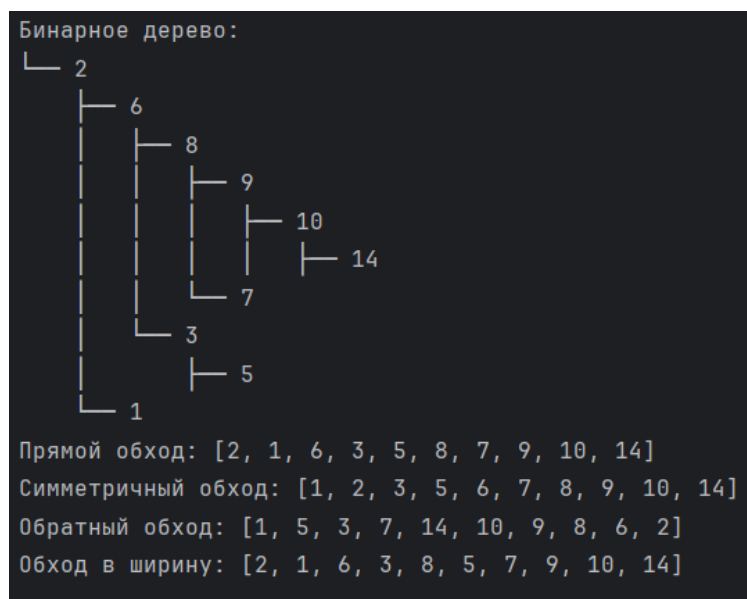 Бинарное дерево:
└── 2
    ├── 6
    │   ├── 8
    │   │   ├── 9
    │   │   │   ├── 10
    │   │   │   │   ├── 14
    │   │   └── 7
    │   └── 3
    │       ├── 5
    └── 1
Прямой обход: [2, 1, 6, 3, 5, 8, 7, 9, 10, 14]
Симметричный обход: [1, 2, 3, 5, 6, 7, 8, 9, 10, 14]
Обратный обход: [1, 5, 3, 7, 14, 10, 9, 8, 6, 2]
Обход в ширину: [2, 1, 6, 3, 8, 5, 7, 9, 10, 14]